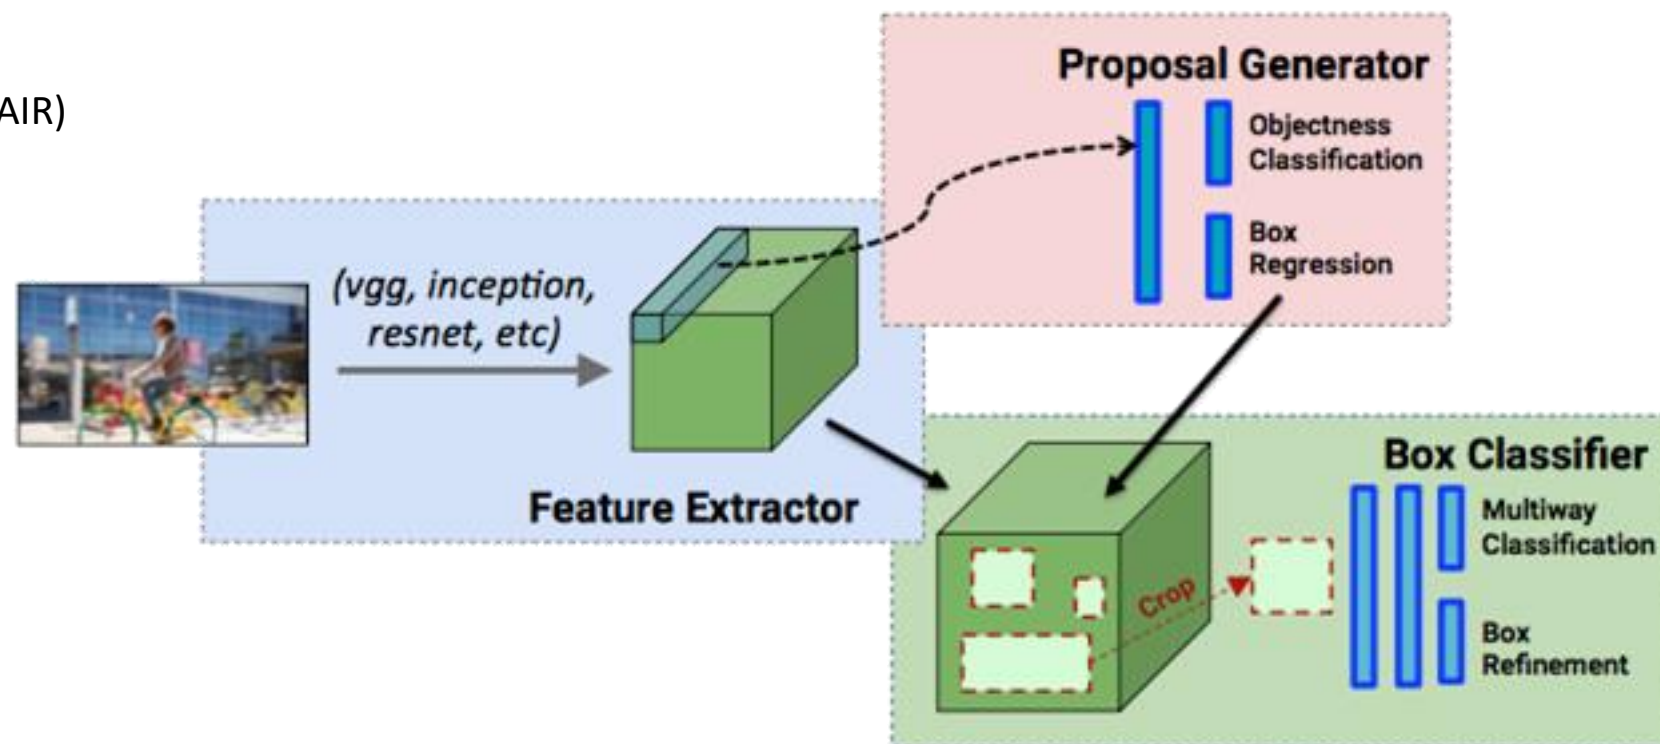 AIR)
Proposal Generator
Objectness
Classification
Box
Regression
(vgg, inception,
resnet, etc)
Feature Extractor
Box Classifier
Multiway
Classification
Crop
Box
Refinement